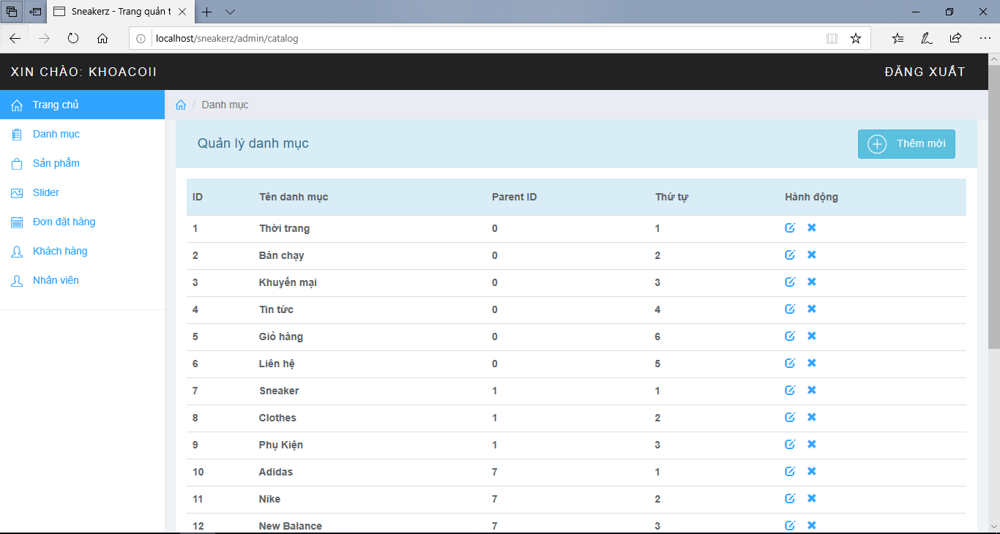 Sneakerz - Trang quản t
localhost/sneakerz/admin/catalog
XIN CHÀO: KHOACOII ĐĂNG XUẤT
Trang chủ
Danh mục
Sản phẩm
Slider
Đơn đặt hàng
Khách hàng
Nhân viên
/ Danh mục
Quản lý danh mục Thêm mới
ID Tên danh mục Parent ID Thứ tự Hành động
1 Thời trang 0 1
2 Bán chạy 0 2
3 Khuyến mại 0 3
4 Tin tức 0 4
5 Giỏ hàng 0 6
6 Liên hệ 0 5
7 Sneaker 1 1
8 Clothes 1 2
9 Phụ Kiện 1 3
10 Adidas 7 1
11 Nike 7 2
12 New Balance 7 3